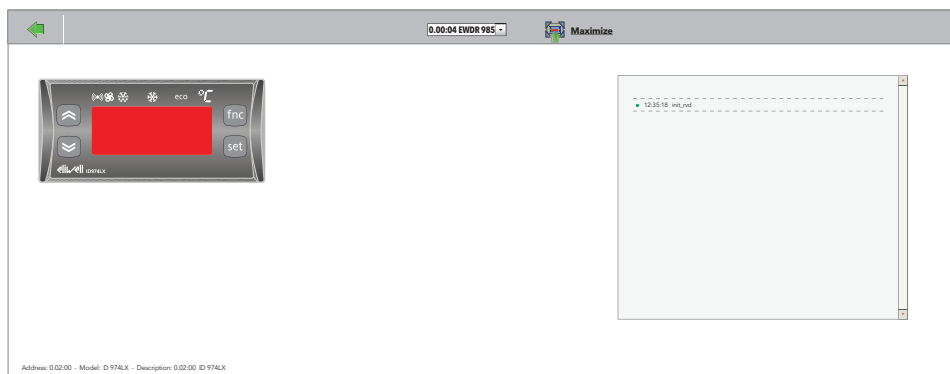 0.00:04 EWDR 985
Maximize
eco °C
fnc
set
eliwell ID974LX
12:35:18 init_rvd
Address: 0.02:00 - Model: D 974LX - Description: 0.02:00 ID 974LX